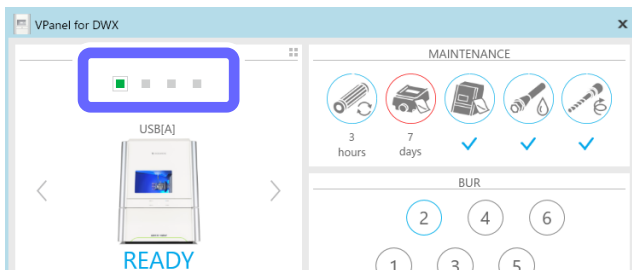 VPanel for DWX
x
MAINTENANCE
USB[A]
3
hours
7
days
READY
BUR
2 4 6
1 3 5